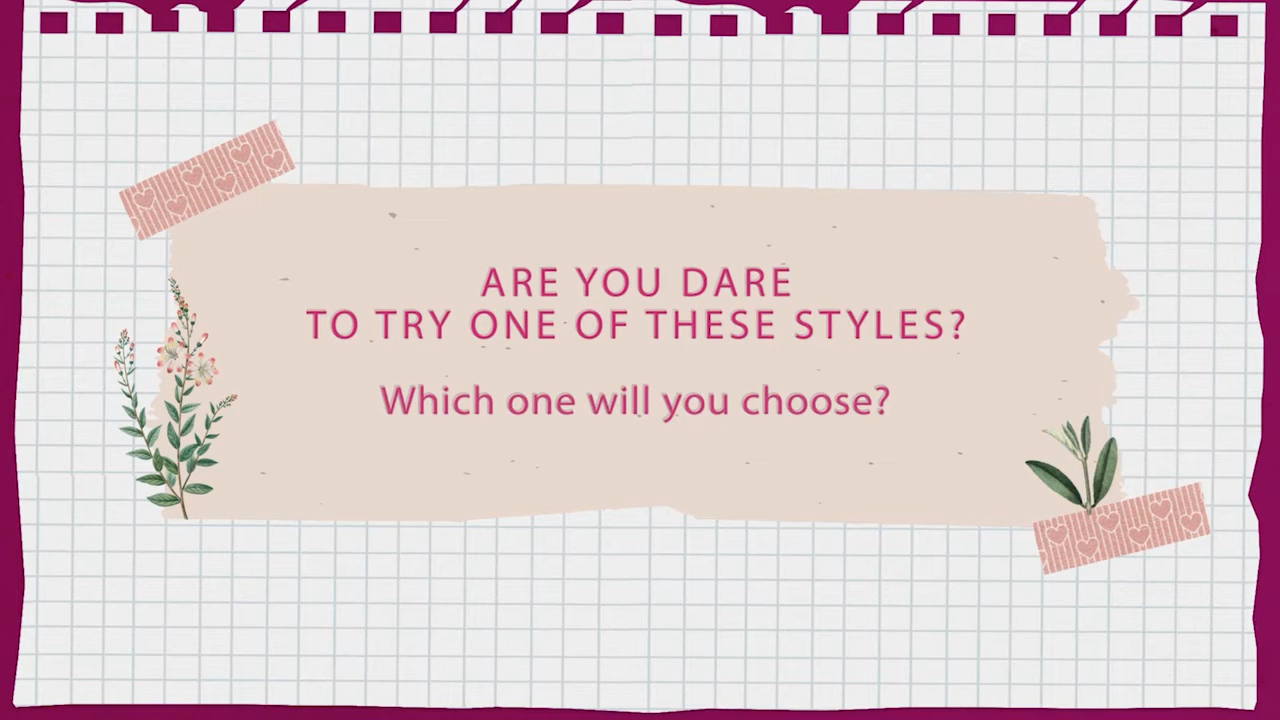 ARE YOU DARE
TO TRY ONE OF THESE STYLES?
Which one will you choose?